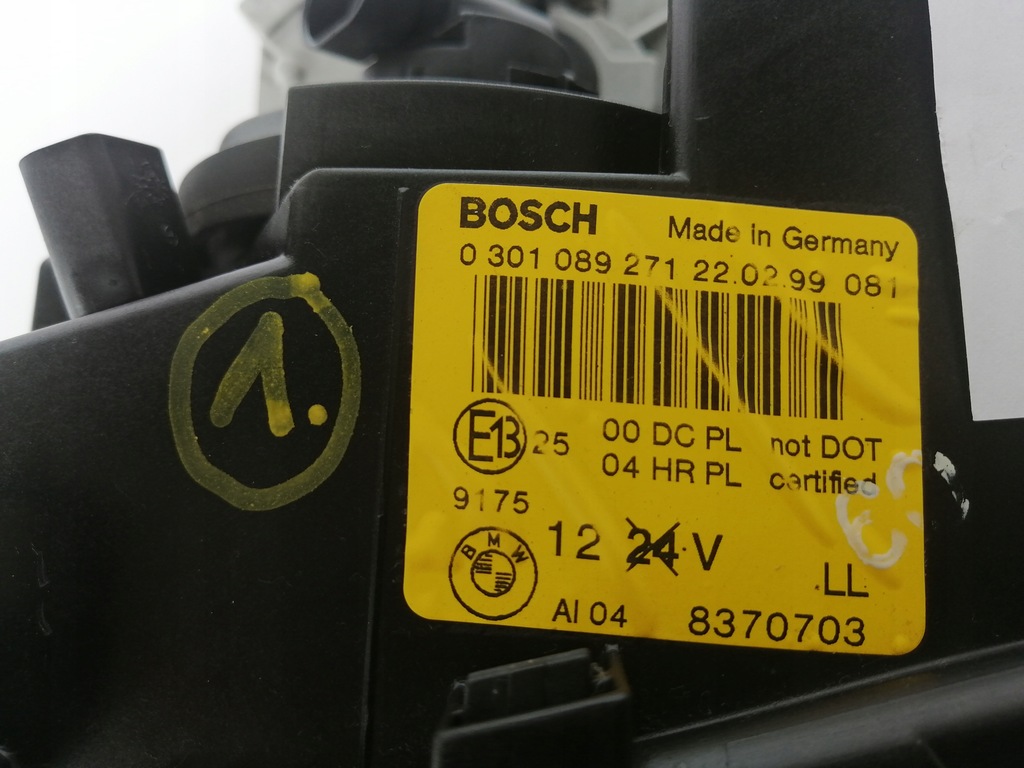 1.
BOSCH Made in Germany
0 301 089 271 22.02.99 081
E13 25 00 DC PL not DOT
04 HR PL certified
9175
BMW 12 24 V LL
AI 04 8370703